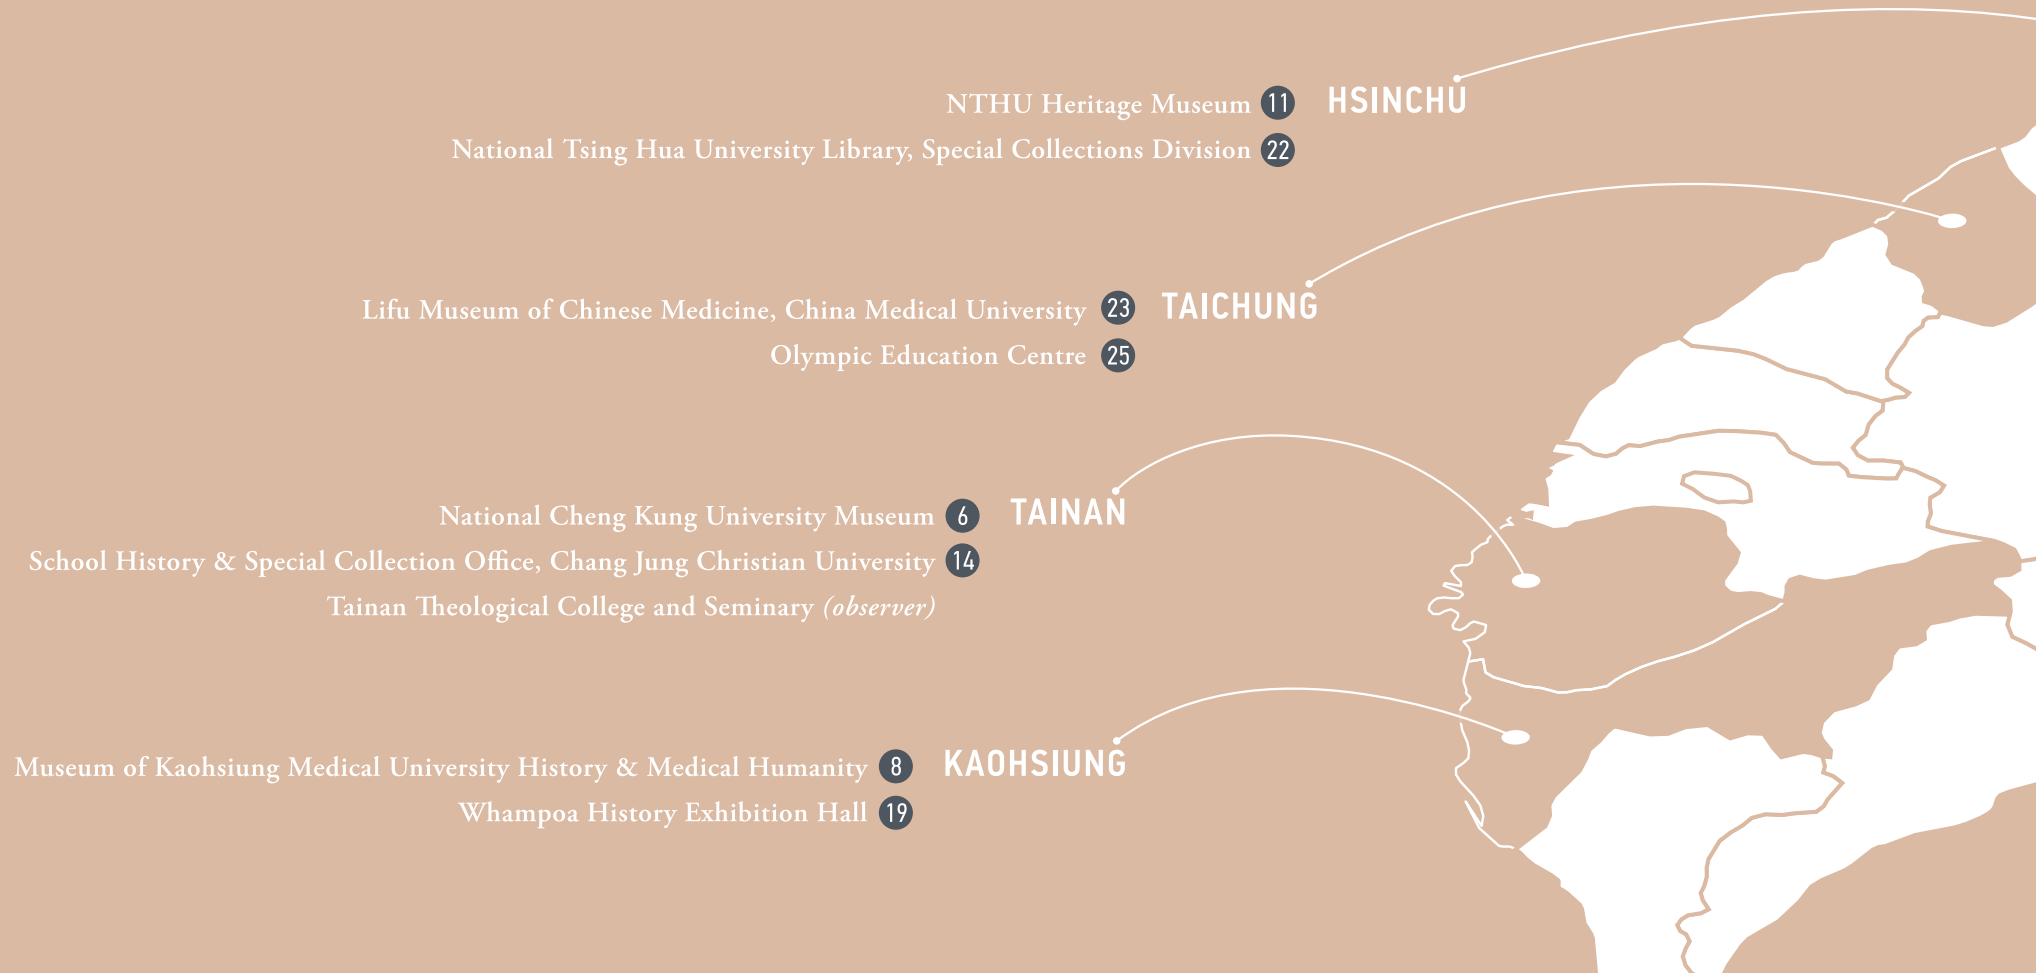 NTHU Heritage Museum 11 HSINCHU
National Tsing Hua University Library, Special Collections Division 22
Lifu Museum of Chinese Medicine, China Medical University 23 TAICHUNG
Olympic Education Centre 25
National Cheng Kung University Museum 6 TAINAN
School History & Special Collection Office, Chang Jung Christian University 14
Tainan Theological College and Seminary (observer)
Museum of Kaohsiung Medical University History & Medical Humanity 8 KAOHSIUNG
Whampoa History Exhibition Hall 19